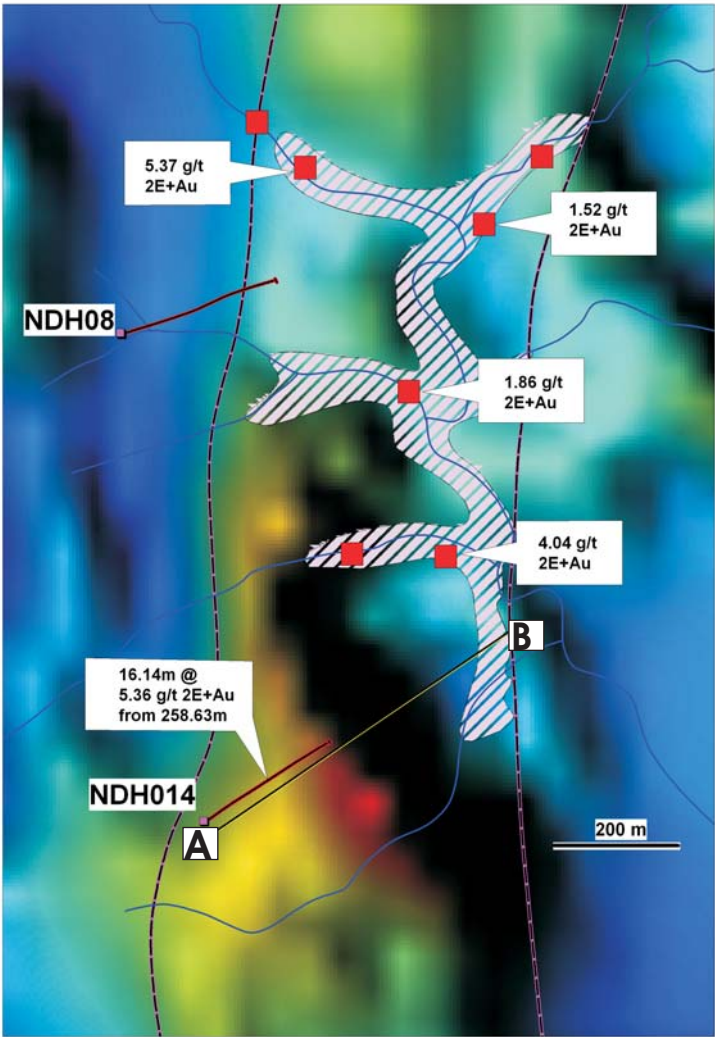 5.37 g/t
2E+Au
1.52 g/t
2E+Au
NDH08
1.86 g/t
2E+Au
4.04 g/t
2E+Au
B
16.14m @
5.36 g/t 2E+Au
from 258.63m
NDH014
A
200 m